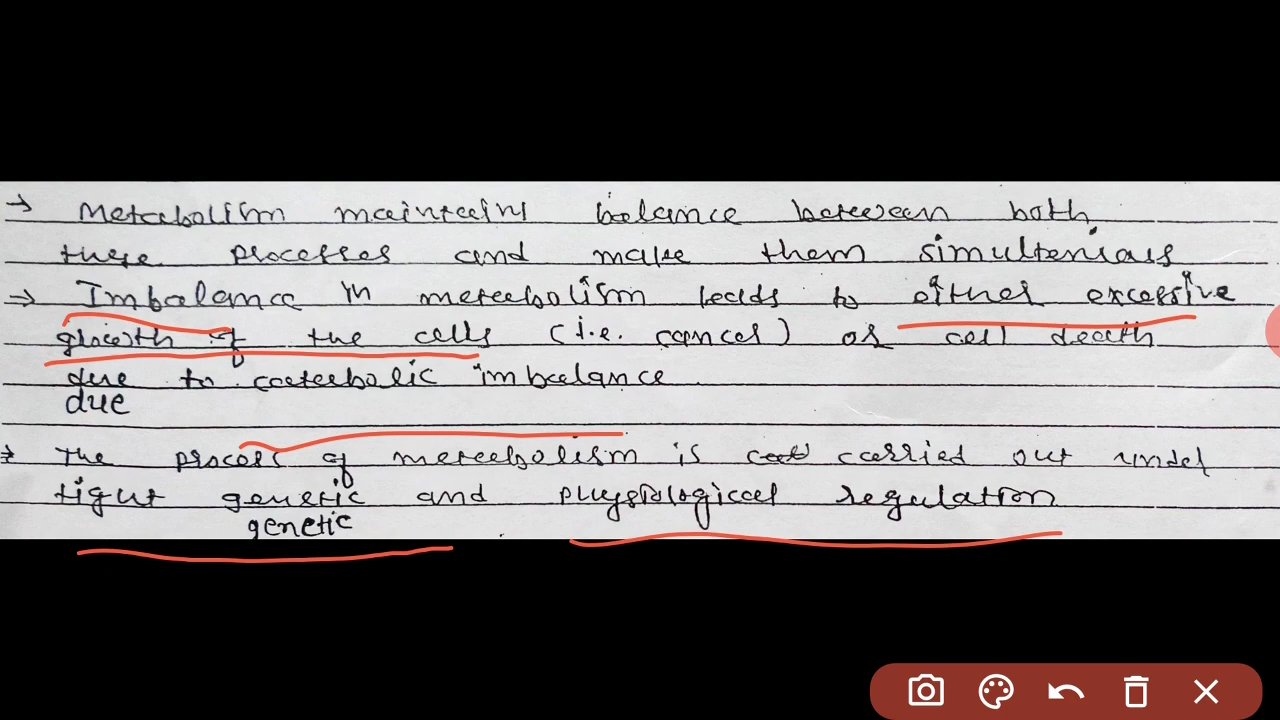 → Metabolism maintains balance between both
these processes and make them simultenious
→ Imbalance in metabolism leads to either excessive
growth of the cells (i.e. cancer) or cell death
due to catabolic imbalance
due
→ The process of metabolism is cat carried out under
tight genetic and physiological regulation
genetic